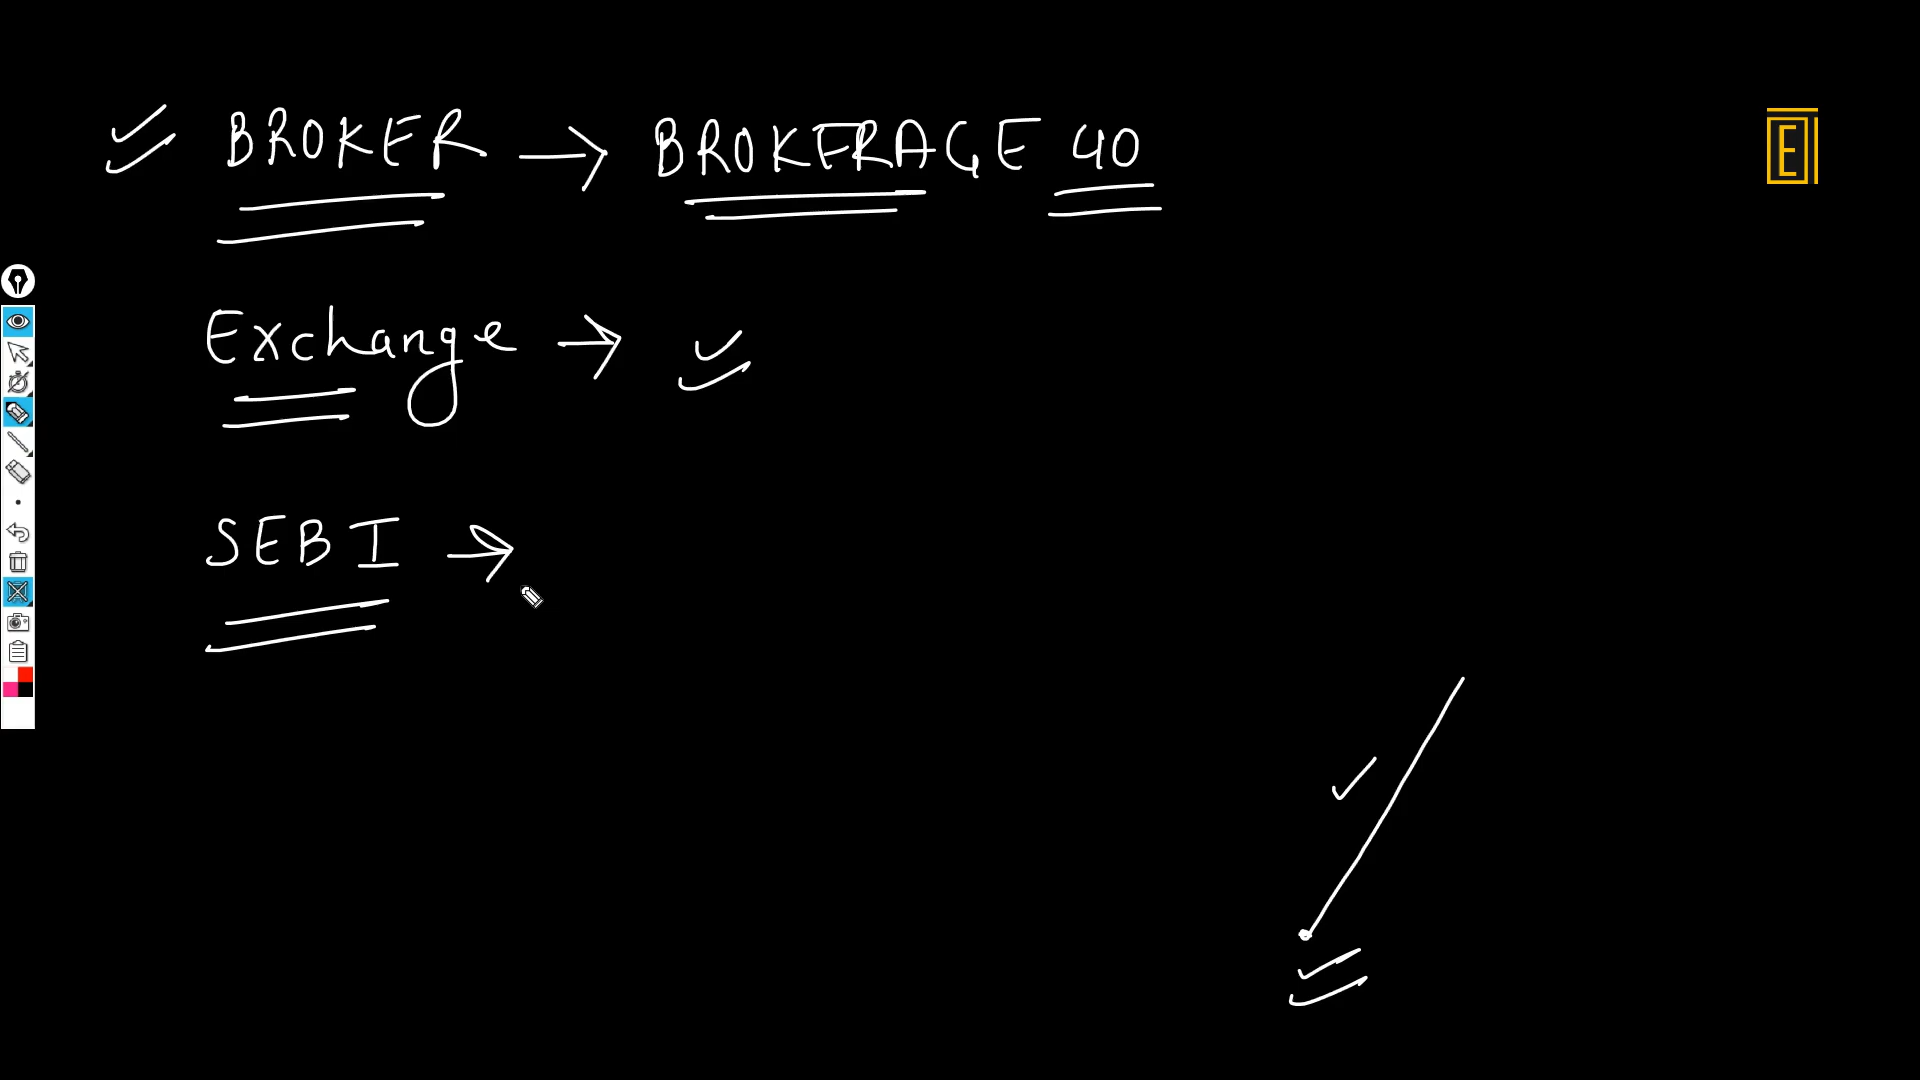 BROKER → BROKERAGE 40
Exchange →
SEBI →
E